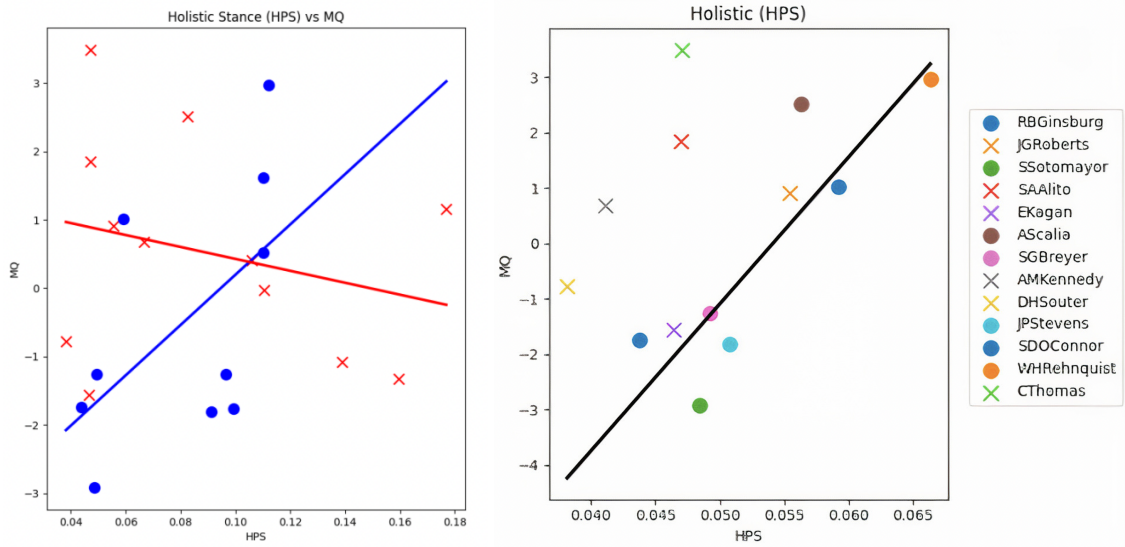 Holistic Stance (HPS) vs MQ
MQ
3
2
1
0
−1
−2
−3
0.04 0.06 0.08 0.10 0.12 0.14 0.16 0.18
HPS
Holistic (HPS)
MQ
3
2
1
0
−1
−2
−3
−4
0.040 0.045 0.050 0.055 0.060 0.065
HPS
RBGinsburg
JGRoberts
SSotomayor
SAAlito
EKagan
AScalia
SGBreyer
AMKennedy
DHSouter
JPStevens
SDOConnor
WHRehnquist
CThomas